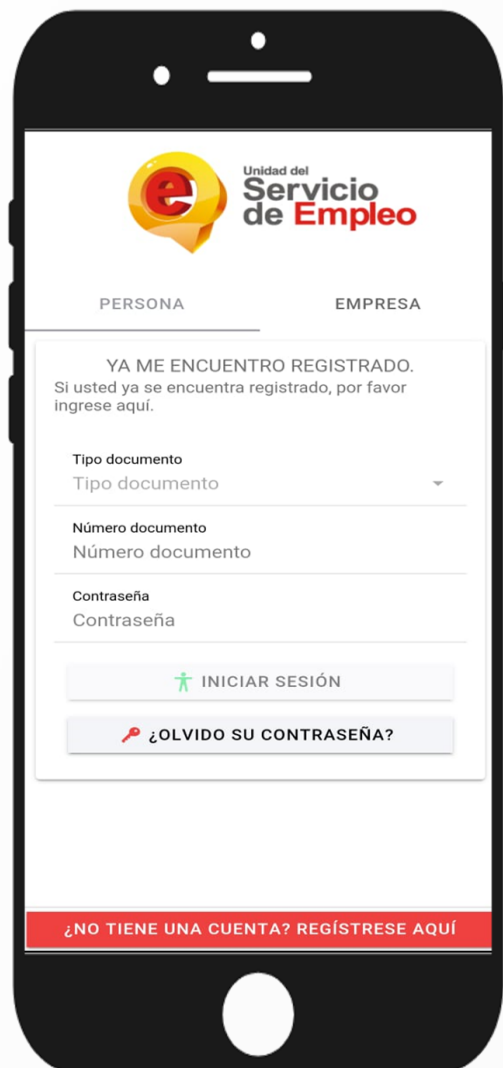 Unidad del
Servicio
de Empleo
PERSONA EMPRESA
YA ME ENCUENTRO REGISTRADO.
Si usted ya se encuentra registrado, por favor
ingrese aquí.
Tipo documento
Tipo documento
Número documento
Número documento
Contraseña
Contraseña
INICIAR SESIÓN
¿OLVIDO SU CONTRASEÑA?
¿NO TIENE UNA CUENTA? REGÍSTRESE AQUÍ